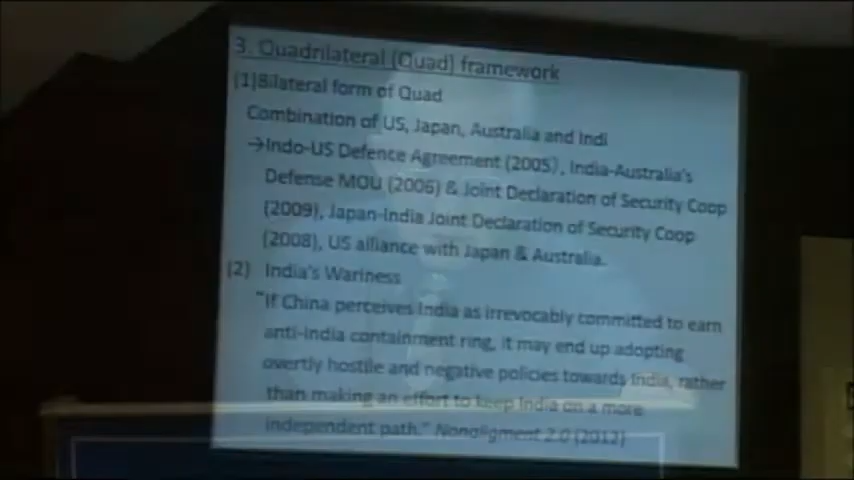 3. Quadrilateral (Quad) framework
(1)Bilateral form of Quad
Combination of US, Japan, Australia and Indi
→Indo-US Defence Agreement (2005), India-Australia's
Defense MOU (2006) & Joint Declaration of Security Coop
(2009), Japan-India Joint Declaration of Security Coop
(2008), US alliance with Japan & Australia.
(2) India's Wariness
"If China perceives India as irrevocably committed to earn
anti-India containment ring, it may end up adopting
overtly hostile and negative policies towards India, rather
than making an effort to keep India on a more
independent path." Nonaligment 2.0 (2012)